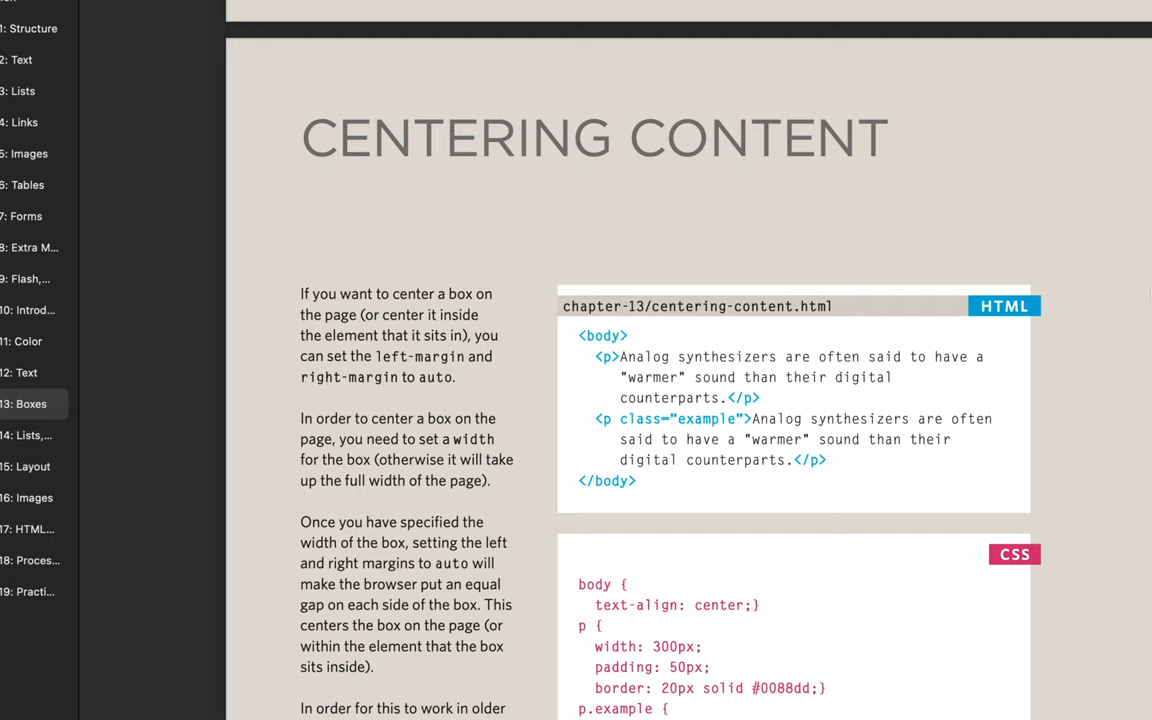 1: Structure
2: Text
3: Lists
4: Links
5: Images
6: Tables
7: Forms
8: Extra M...
9: Flash,...
10: Introd...
11: Color
12: Text
13: Boxes
14: Lists,...
15: Layout
16: Images
17: HTML...
18: Proces...
19: Practi...
CENTERING CONTENT
If you want to center a box on
the page (or center it inside
the element that it sits in), you
can set the left-margin and
right-margin to auto.
In order to center a box on the
page, you need to set a width
for the box (otherwise it will take
up the full width of the page).
Once you have specified the
width of the box, setting the left
and right margins to auto will
make the browser put an equal
gap on each side of the box. This
centers the box on the page (or
within the element that the box
sits inside).
In order for this to work in older
chapter-13/centering-content.html
HTML
<body>
<p>Analog synthesizers are often said to have a
"warmer" sound than their digital
counterparts.</p>
<p class="example">Analog synthesizers are often
said to have a "warmer" sound than their
digital counterparts.</p>
</body>
CSS
body {
text-align: center;}
p {
width: 300px;
padding: 50px;
border: 20px solid #0088dd;}
p.example {